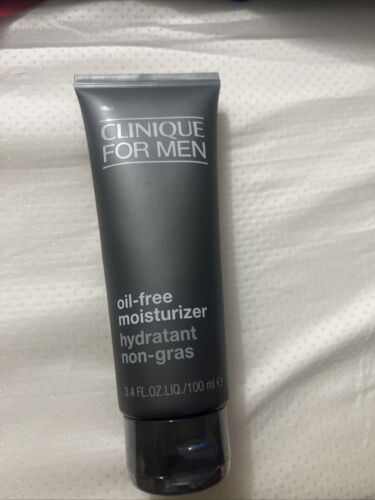 CLINIQUE
FOR MEN
oil-free
moisturizer
hydratant
non-gras
3.4 FL.OZ.LIQ./100 ml ℮